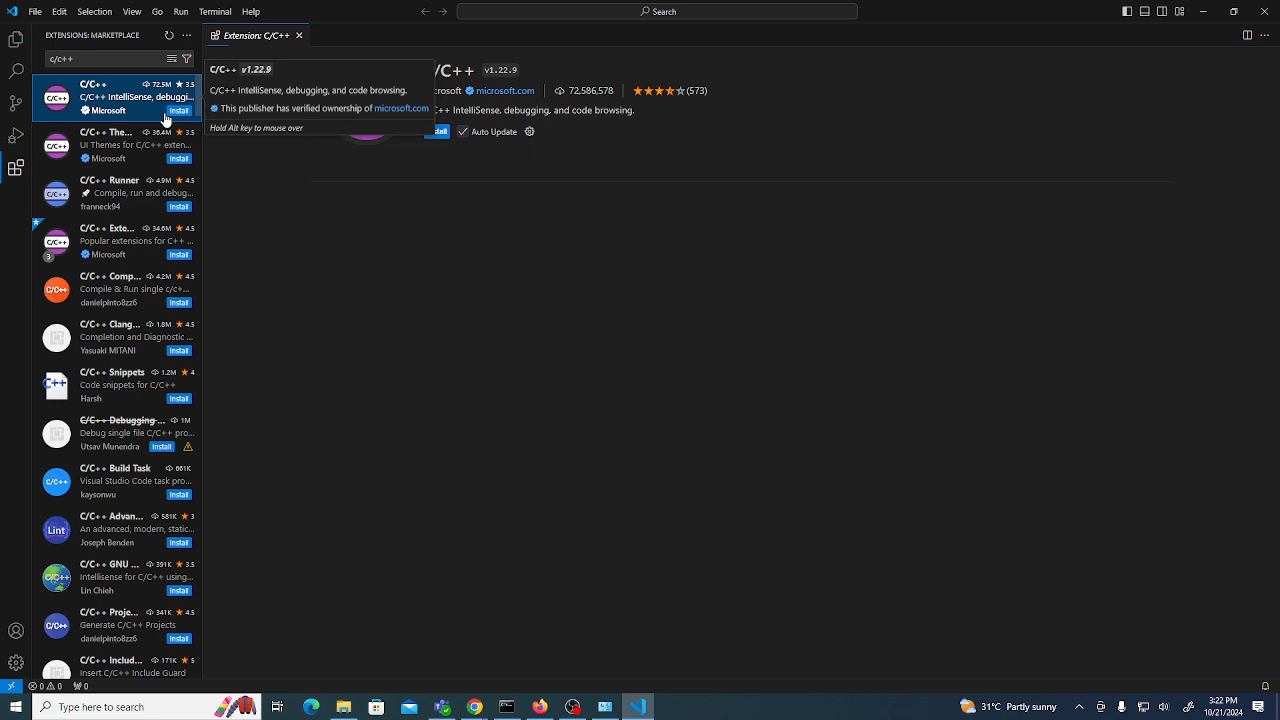 File Edit Selection View Go Run Terminal Help
Search
EXTENSIONS: MARKETPLACE
Extension: C/C++
c/c++
C/C++ 72.5M 3.5
C/C++ IntelliSense, debuggi...
Microsoft Install
C/C++ The... 36.4M 3.5
UI Themes for C/C++ exten...
Microsoft Install
C/C++ Runner 4.9M 4.5
Compile, run and debug...
franneck94 Install
C/C++ Exte... 34.6M 4.5
Popular extensions for C++ ...
Microsoft Install
3
C/C++ Comp... 4.2M 4.5
Compile & Run single c/c+...
danielpinto8zz6 Install
C/C++ Clang... 1.8M 4.5
Completion and Diagnostic ...
Yasuaki MITANI Install
C/C++ Snippets 1.2M 4
Code snippets for C/C++
Harsh Install
C/C++ Debugging ... 1M
Debug single file C/C++ pro...
Utsav Munendra Install
C/C++ Build Task 661K
Visual Studio Code task pro...
kaysonwu Install
C/C++ Advan... 581K 3
An advanced, modern, static...
Joseph Benden Install
C/C++ GNU ... 391K 3.5
Intellisense for C/C++ using...
Lin Chieh Install
C/C++ Proje... 341K 4.5
Generate C/C++ Projects
danielpinto8zz6 Install
C/C++ Includ... 171K 5
Insert C/C++ Include Guard
C/C++ v1.22.9
C/C++ IntelliSense, debugging, and code browsing.
This publisher has verified ownership of microsoft.com
Hold Alt key to mouse over
/C++ v1.22.9
rosoft microsoft.com 72,586,578 (573)
++ IntelliSense, debugging, and code browsing.
tall Auto Update
0 0 0
Type here to search
31°C Partly sunny
3:22 PM
10/21/2024